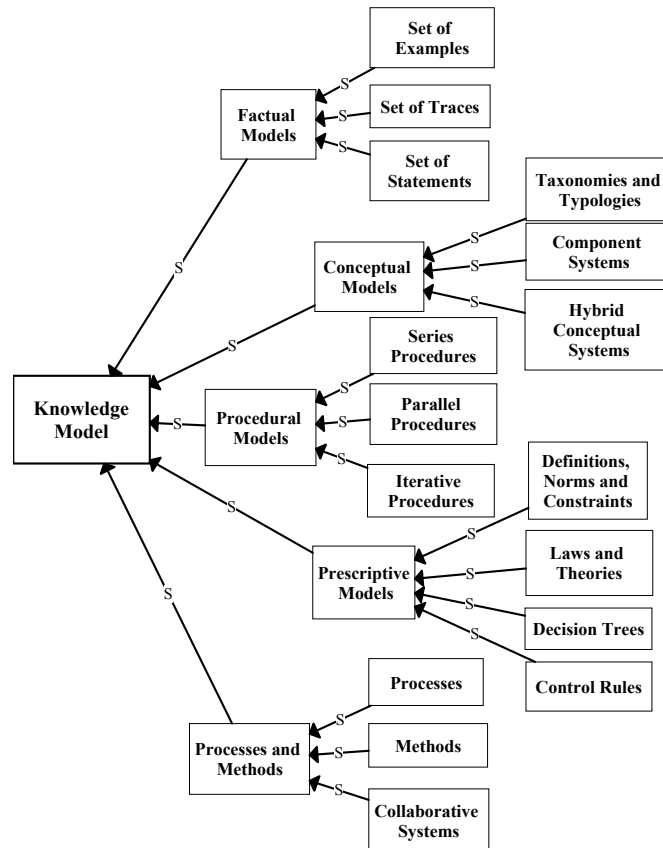 Set of
Examples
S
Factual
Models
S
Set of Traces
S
Set of
Statements
Taxonomies and
Typologies
S
Component
Systems
S
Conceptual
Models
S
Hybrid
Conceptual
Systems
S
S
Series
Procedures
S
Knowledge
Model
S
Procedural
Models
S
Parallel
Procedures
S
Iterative
Procedures
Definitions,
Norms and
Constraints
S
S
Prescriptive
Models
S
Laws and
Theories
S
Decision Trees
S
Control Rules
S
Processes
S
Processes and
Methods
S
Methods
S
Collaborative
Systems